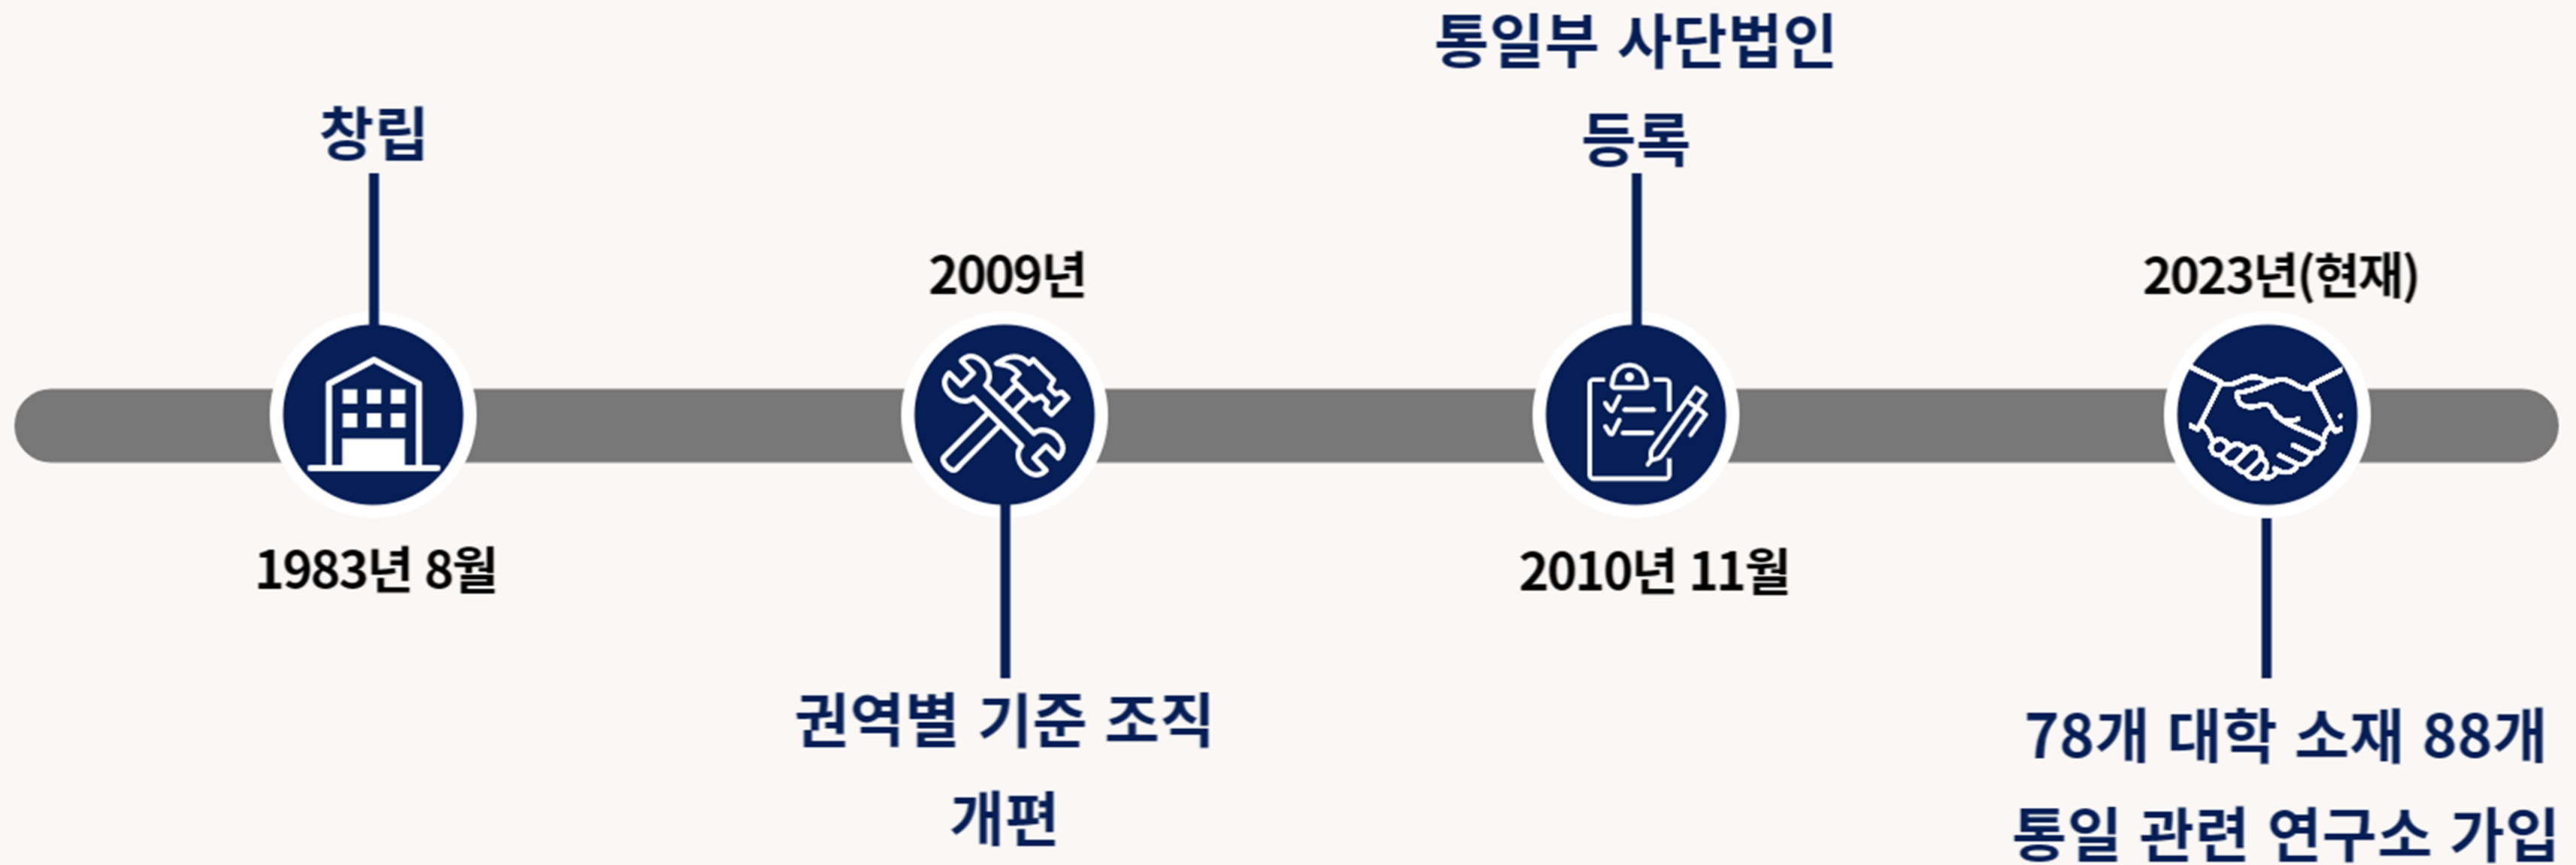 창립
1983년 8월
2009년
권역별 기준 조직
개편
통일부 사단법인
등록
2010년 11월
2023년(현재)
78개 대학 소재 88개
통일 관련 연구소 가입